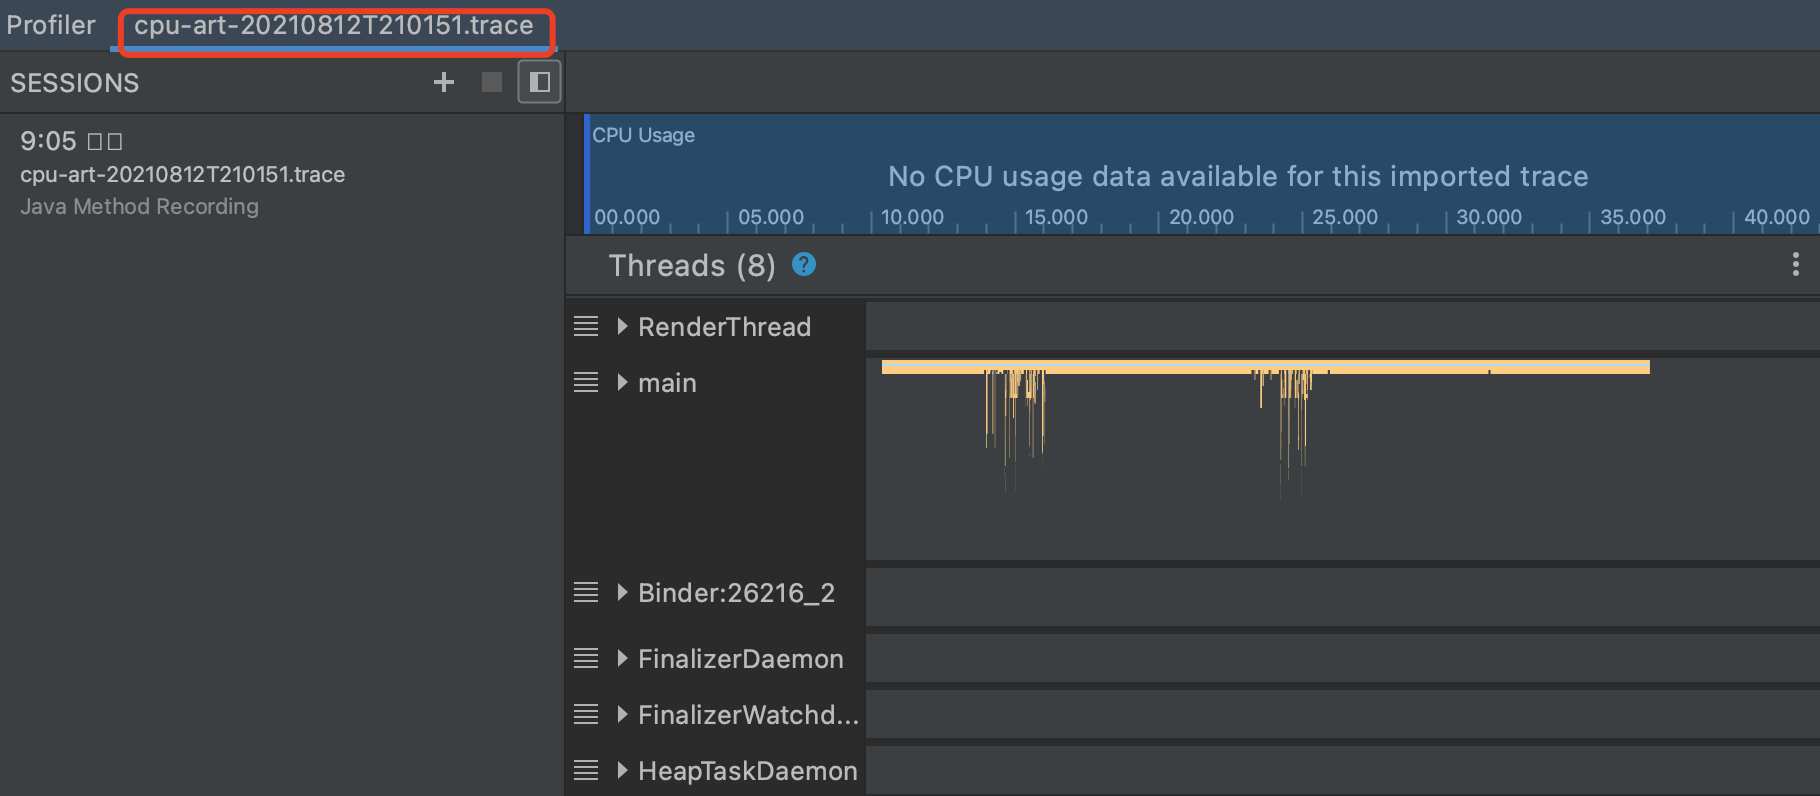 Profiler cpu-art-20210812T210151.trace
SESSIONS
9:05
cpu-art-20210812T210151.trace
Java Method Recording
CPU Usage
No CPU usage data available for this imported trace
00.000 05.000 10.000 15.000 20.000 25.000 30.000 35.000 40.000
Threads (8) ?
RenderThread
main
Binder:26216_2
FinalizerDaemon
FinalizerWatchd...
HeapTaskDaemon